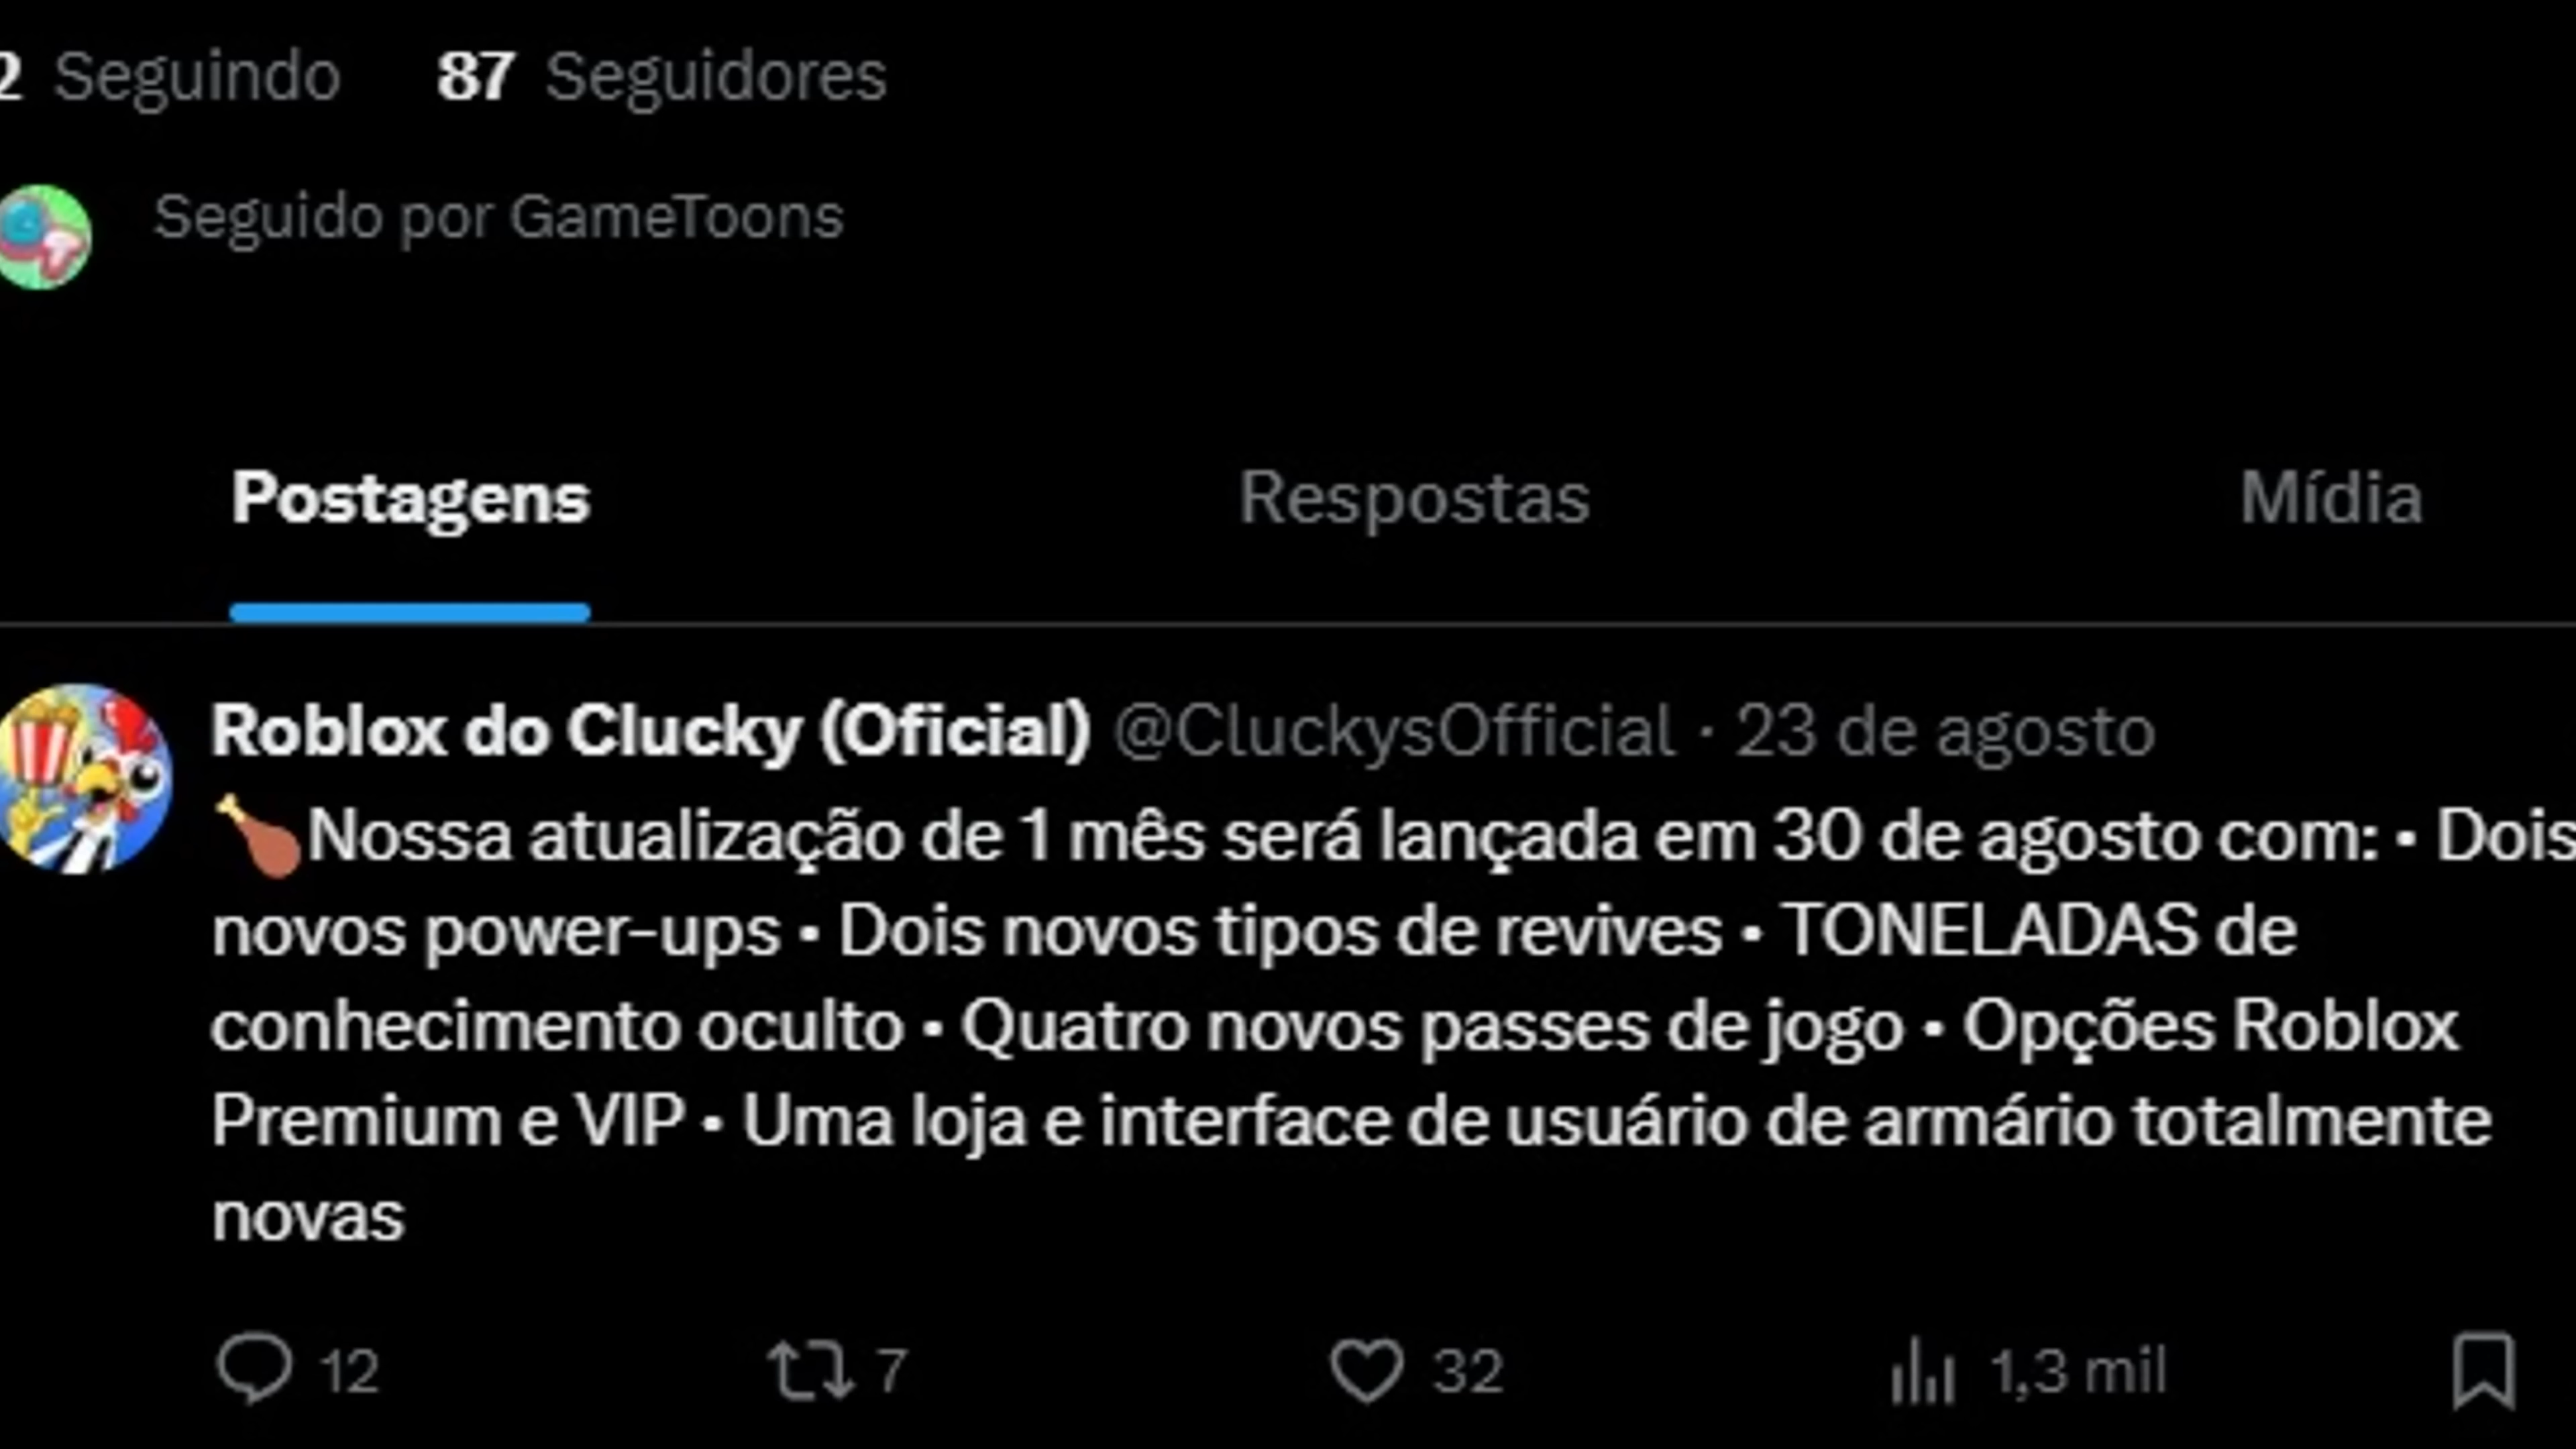 2 Seguindo 87 Seguidores
Seguido por GameToons
Postagens Respostas Mídia
Roblox do Clucky (Oficial) @CluckysOfficial · 23 de agosto
🍗Nossa atualização de 1 mês será lançada em 30 de agosto com: • Dois
novos power-ups • Dois novos tipos de revives • TONELADAS de
conhecimento oculto • Quatro novos passes de jogo • Opções Roblox
Premium e VIP • Uma loja e interface de usuário de armário totalmente
novas
12 7 32 1,3 mil